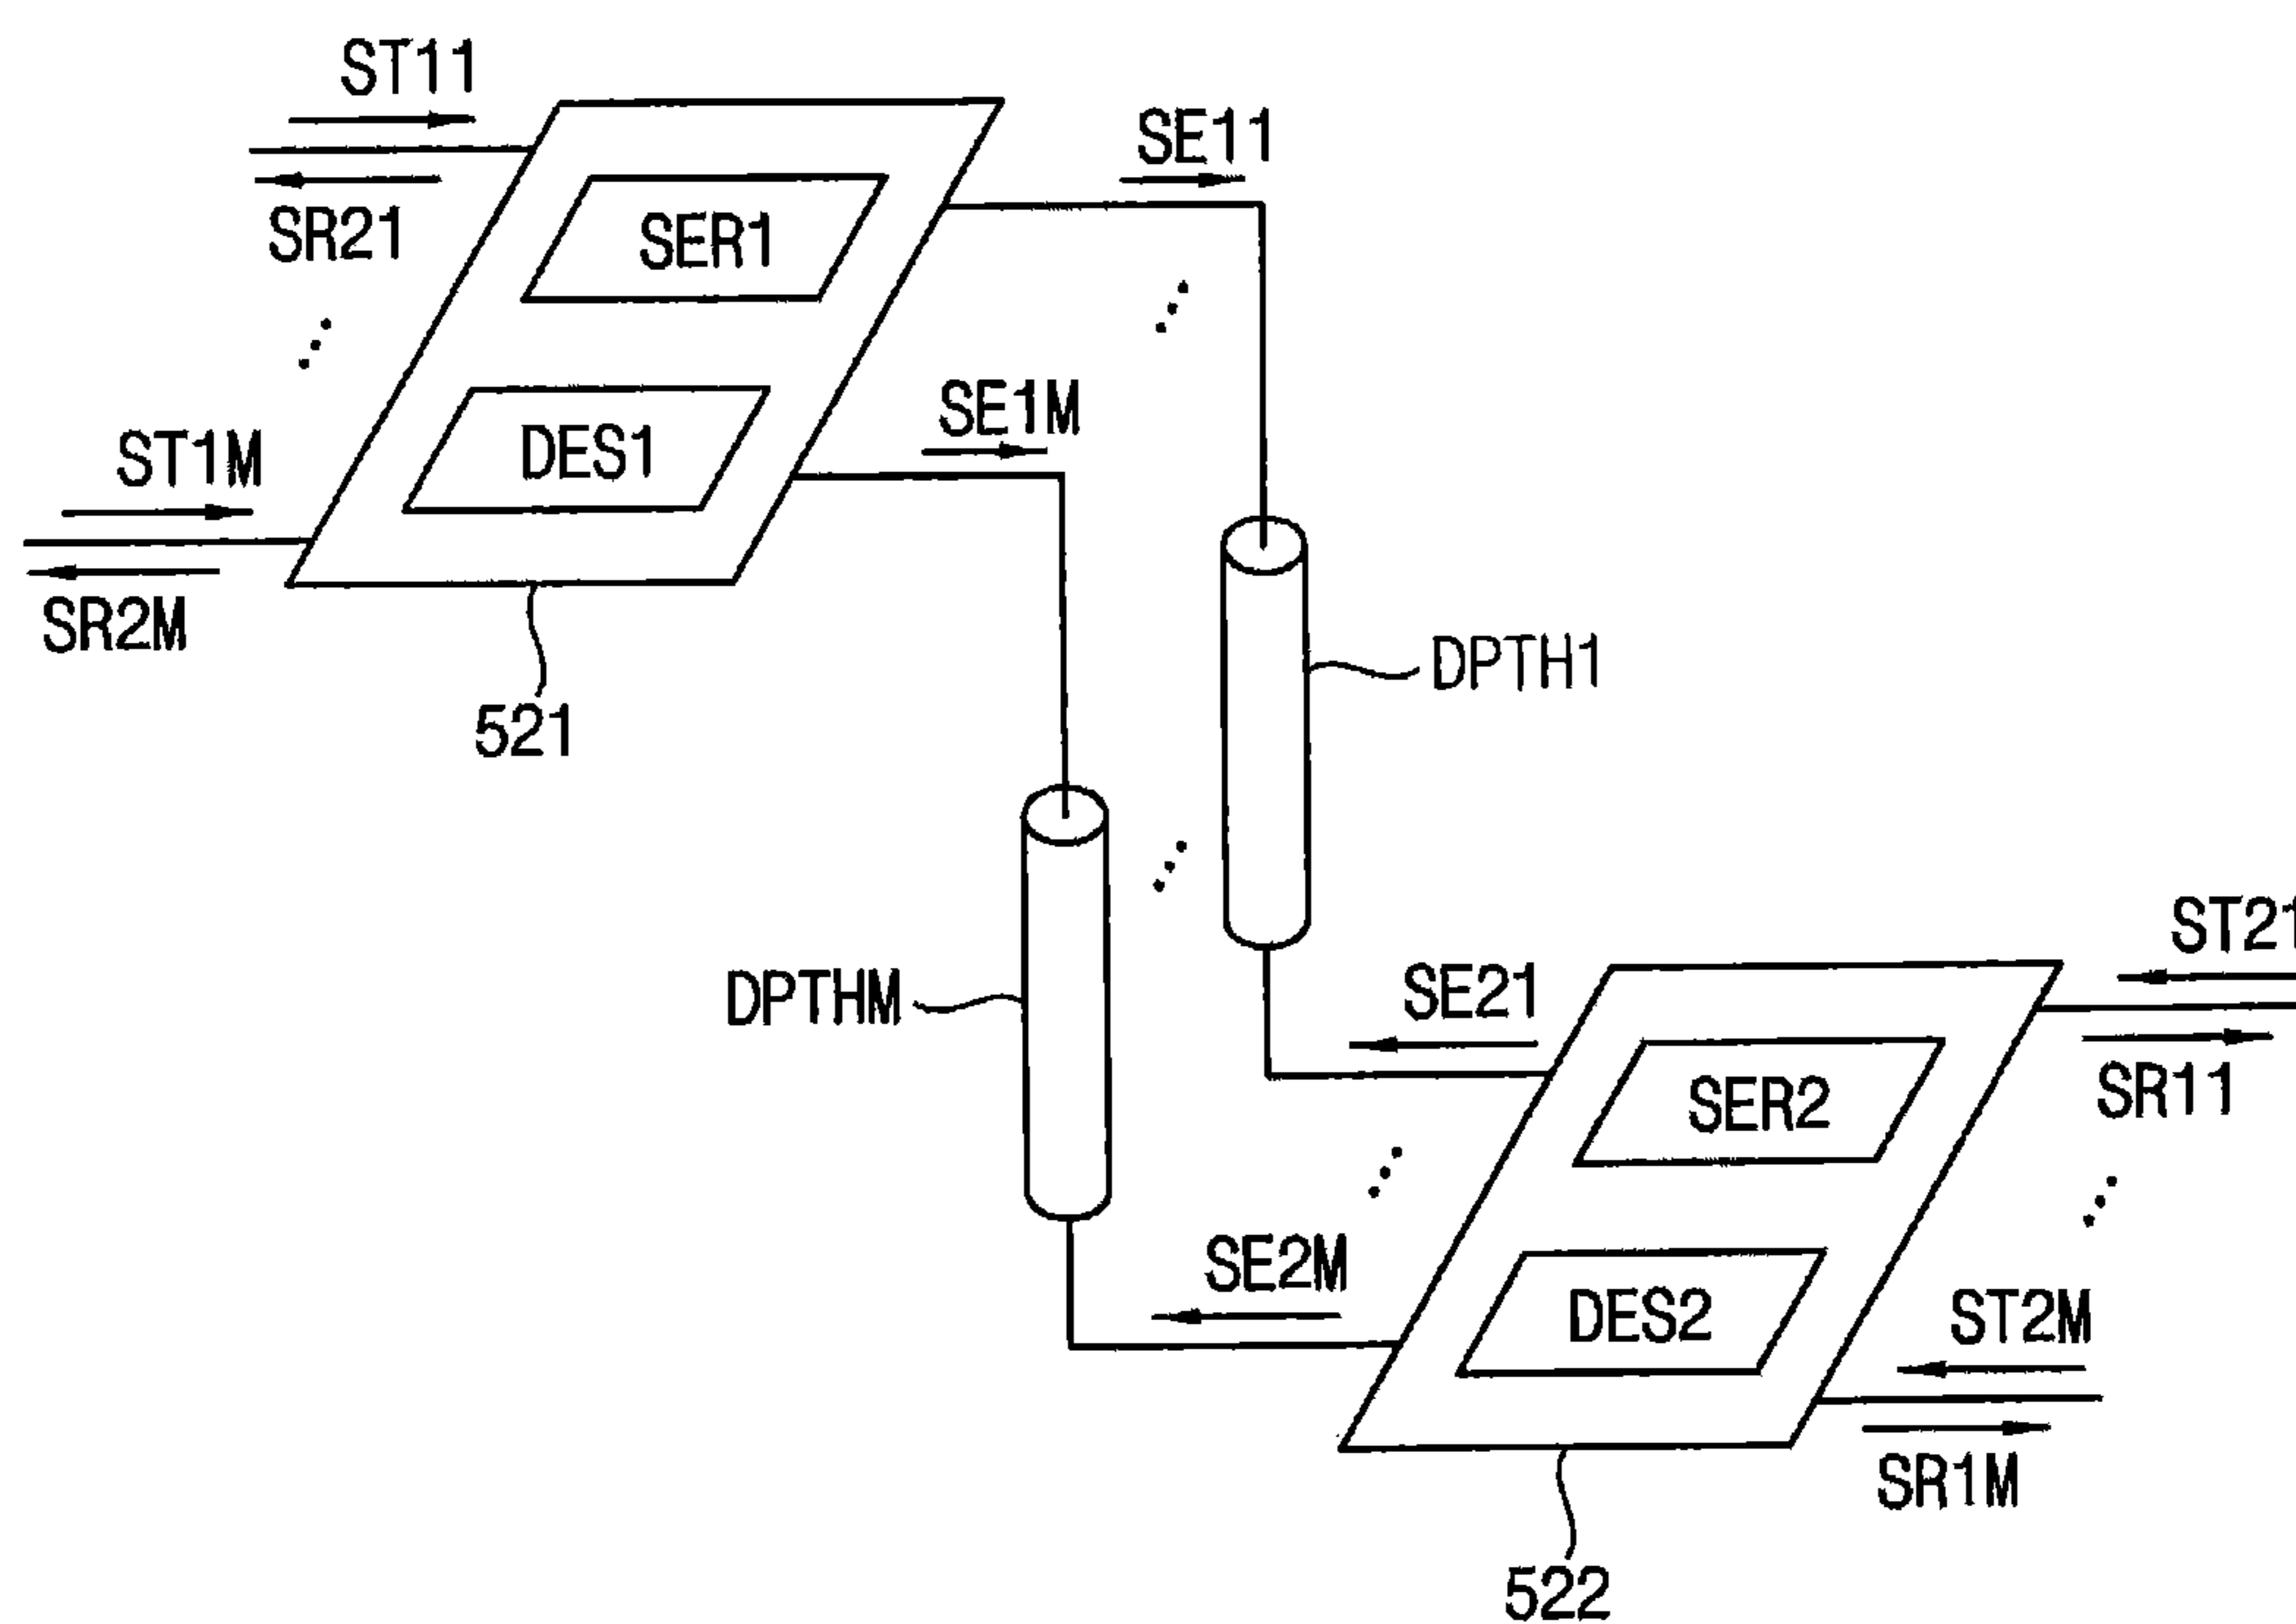 ST11
SE11
SR21
SER1
SE1M
ST1M
DES1
SR2M
DPTH1
521
ST21
DPTHM
SE21
SR11
SER2
SE2M
DES2
ST2M
SR1M
522